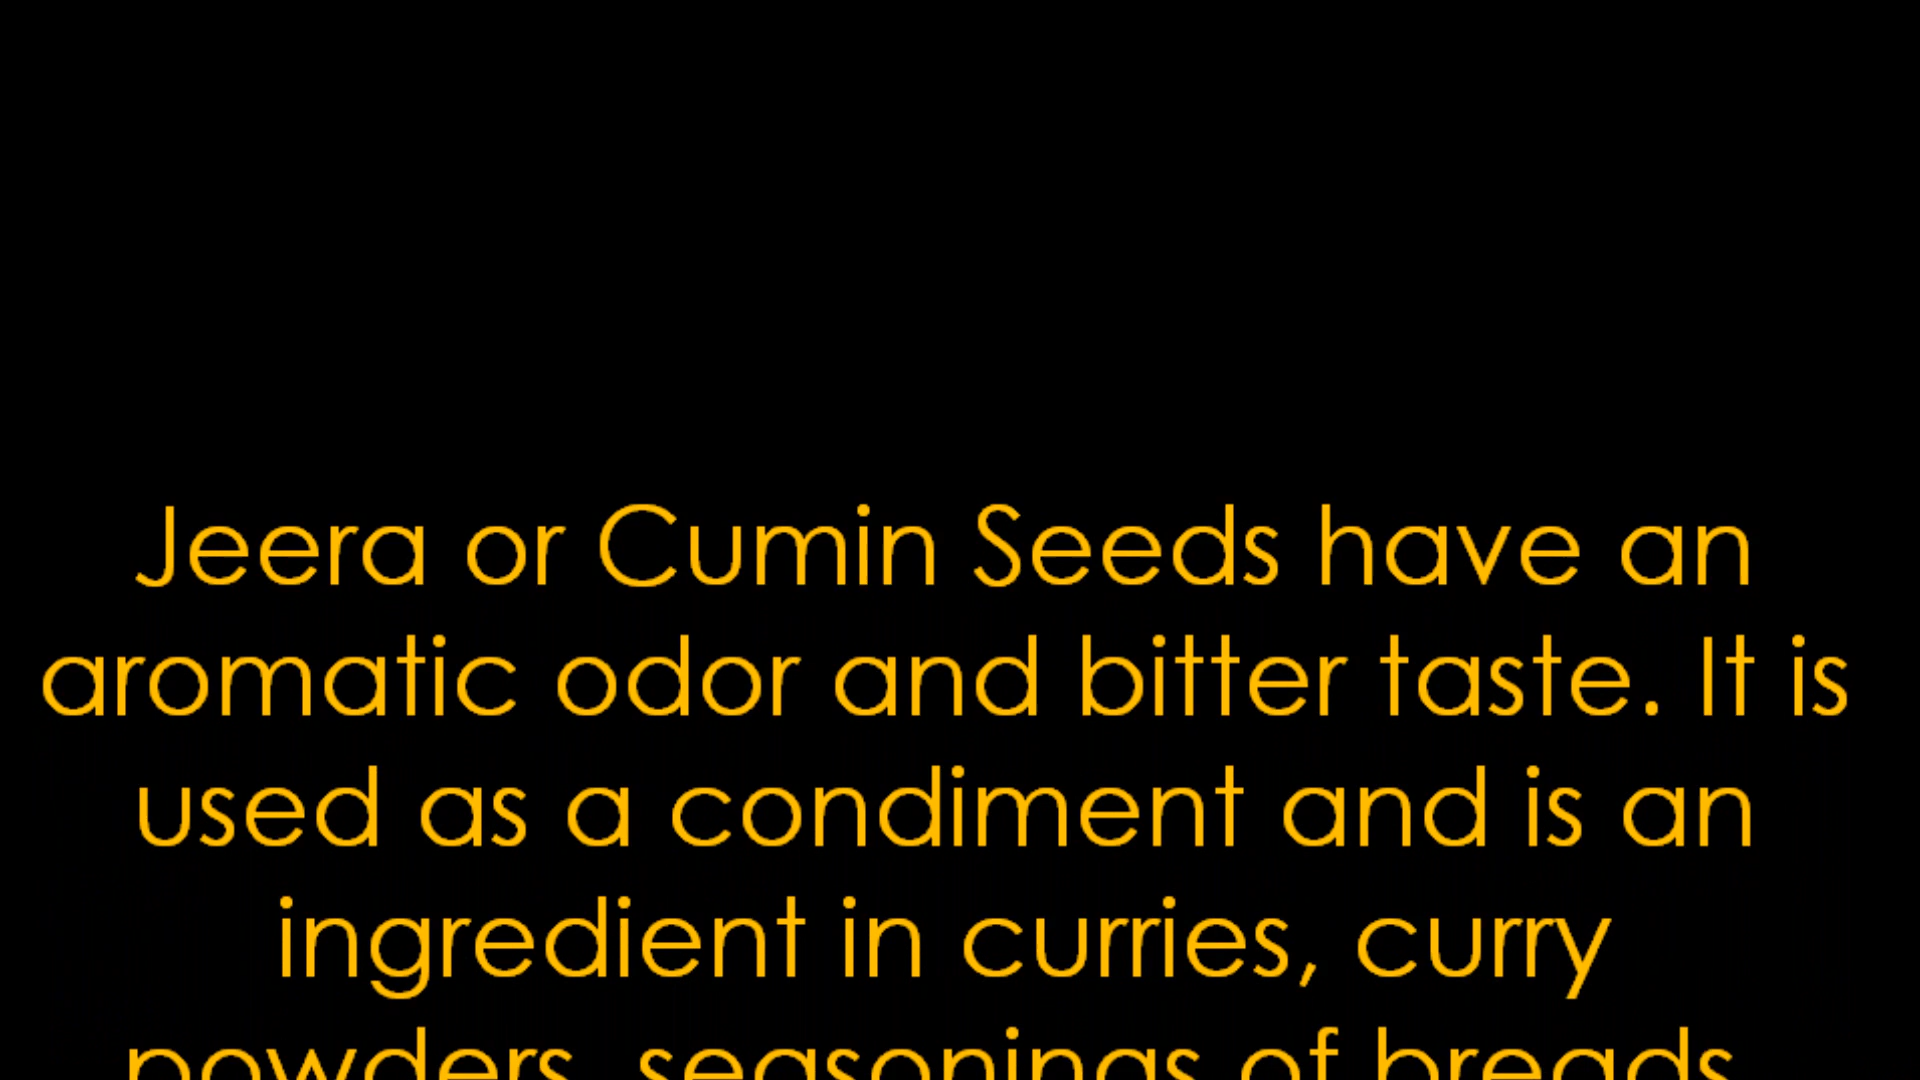 Jeera or Cumin Seeds have an
aromatic odor and bitter taste. It is
used as a condiment and is an
ingredient in curries, curry
powders, seasonings of breads,